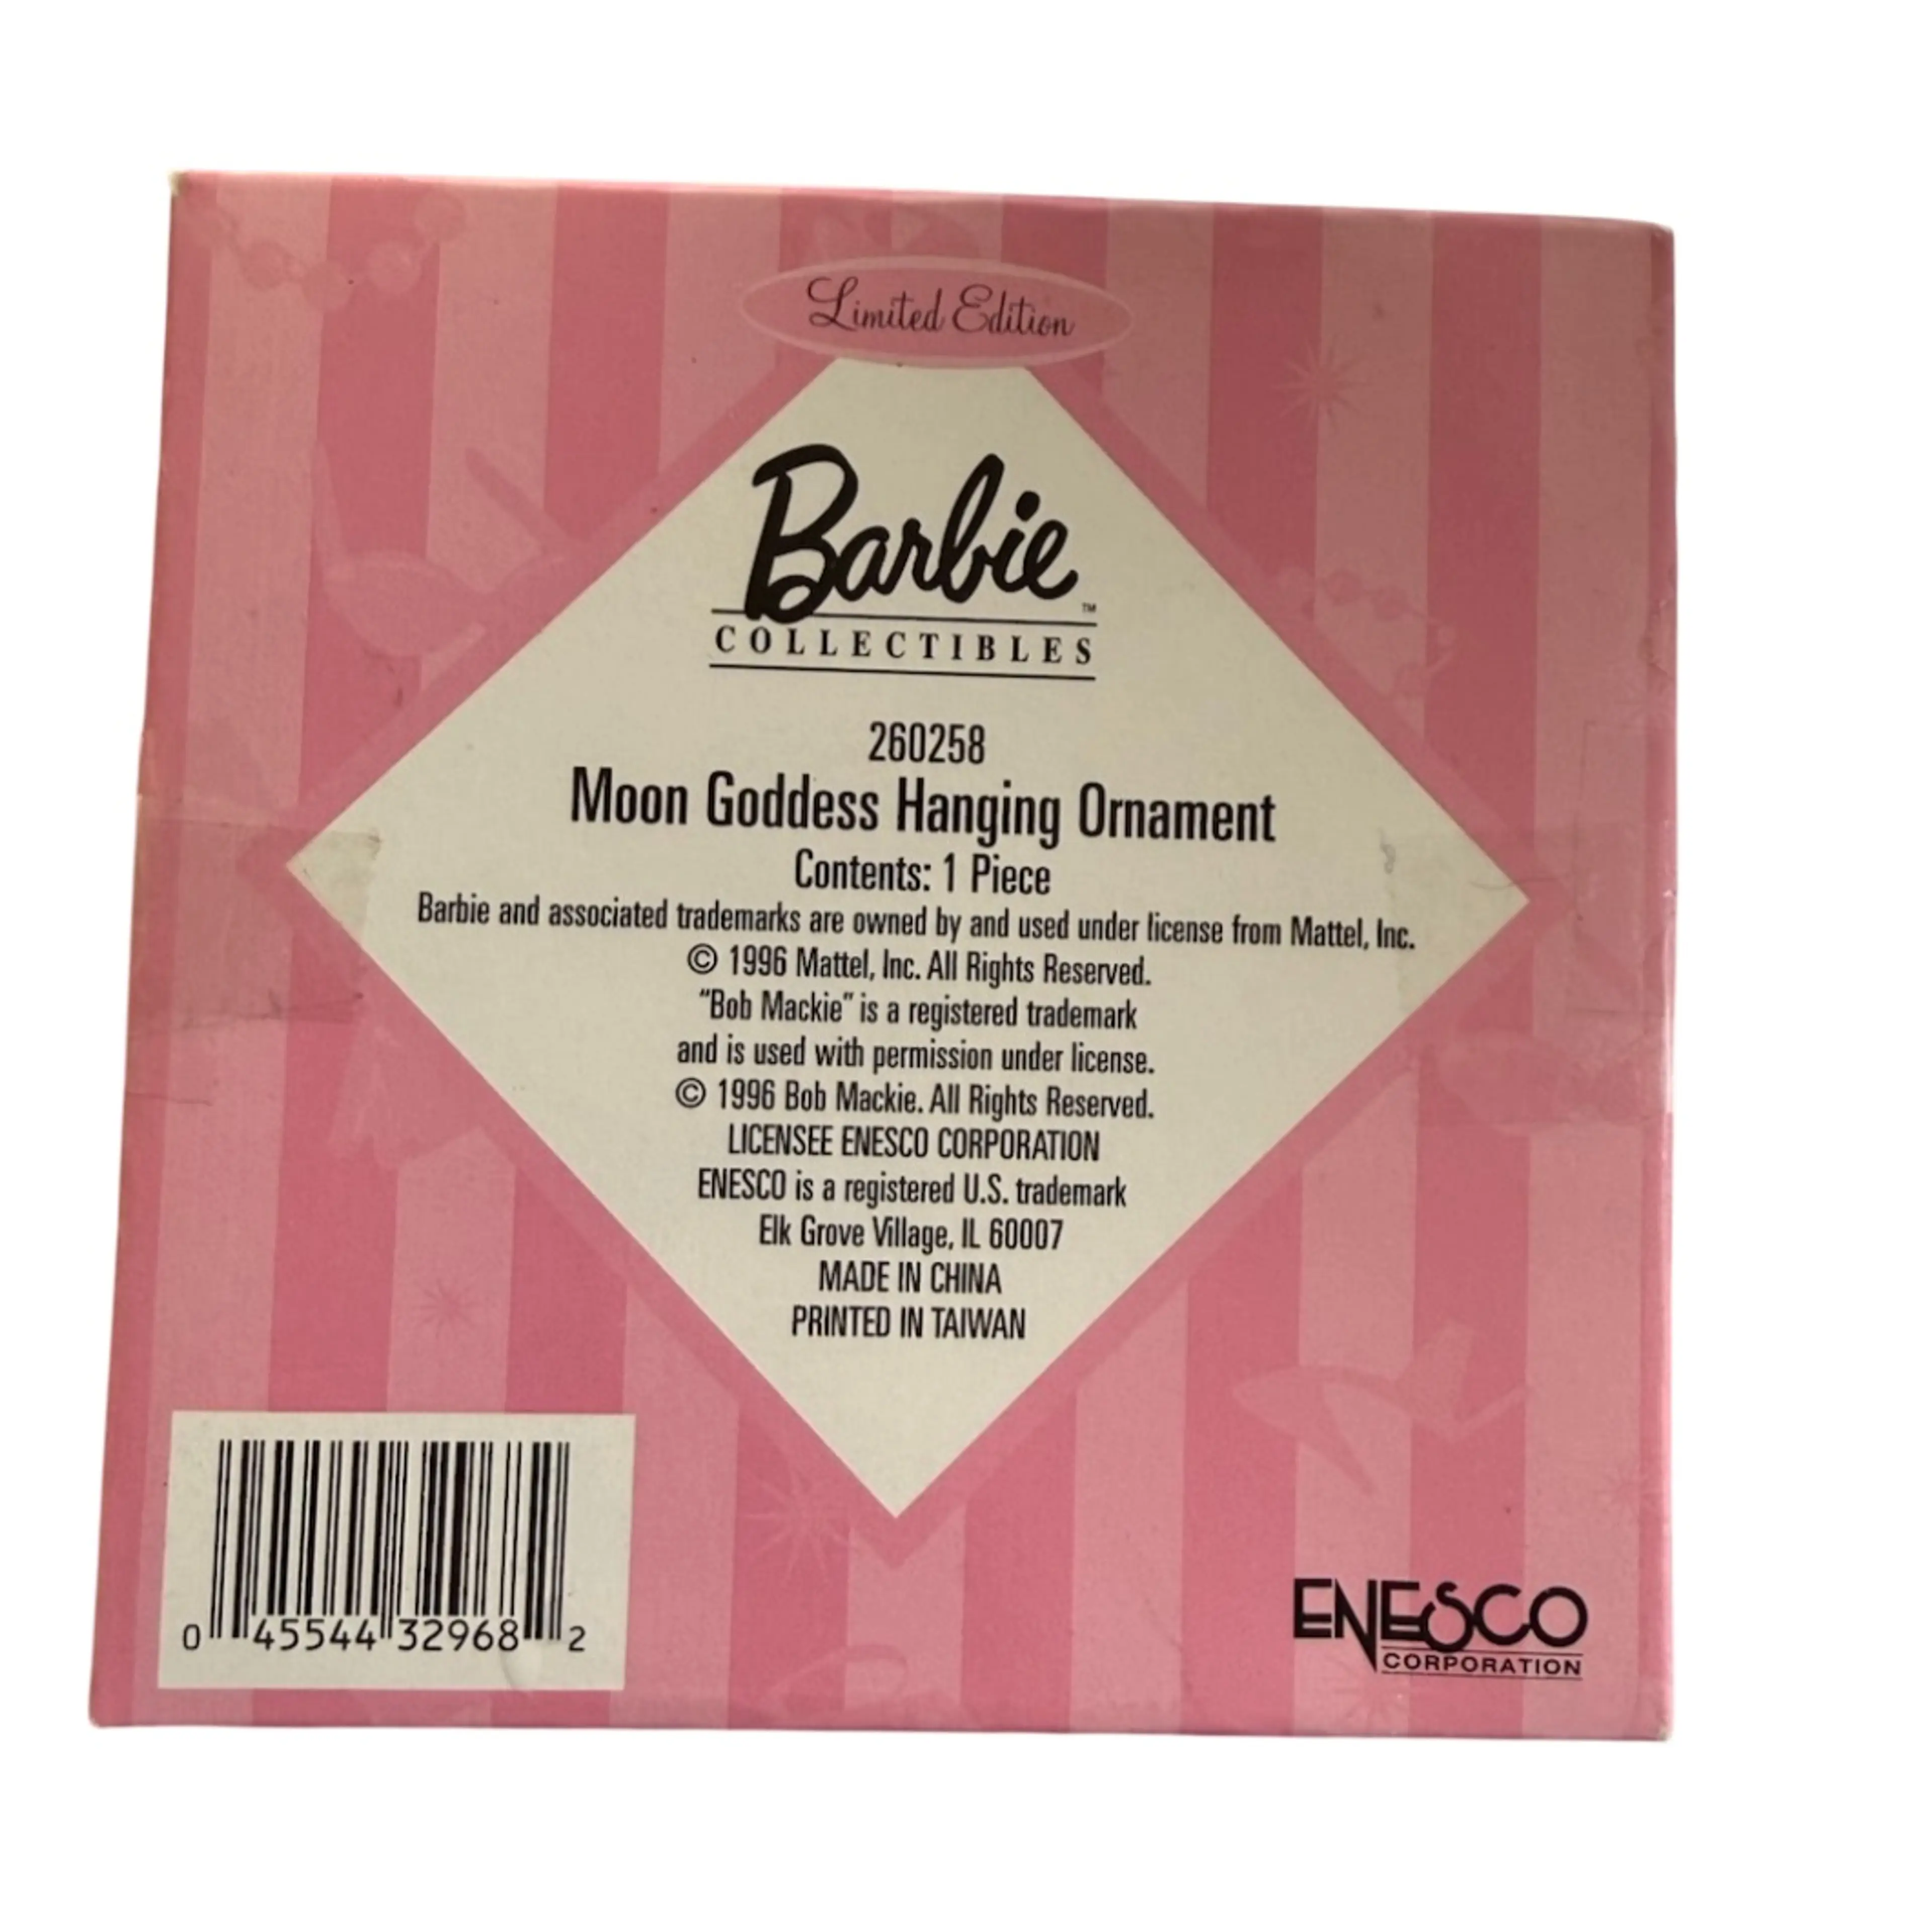 Limited Edition
Barbie™
COLLECTIBLES
260258
Moon Goddess Hanging Ornament
Contents: 1 Piece
Barbie and associated trademarks are owned by and used under license from Mattel, Inc.
© 1996 Mattel, Inc. All Rights Reserved.
“Bob Mackie” is a registered trademark
and is used with permission under license.
© 1996 Bob Mackie. All Rights Reserved.
LICENSEE ENESCO CORPORATION
ENESCO is a registered U.S. trademark
Elk Grove Village, IL 60007
MADE IN CHINA
PRINTED IN TAIWAN
0 45544 32968 2
ENESCO
CORPORATION